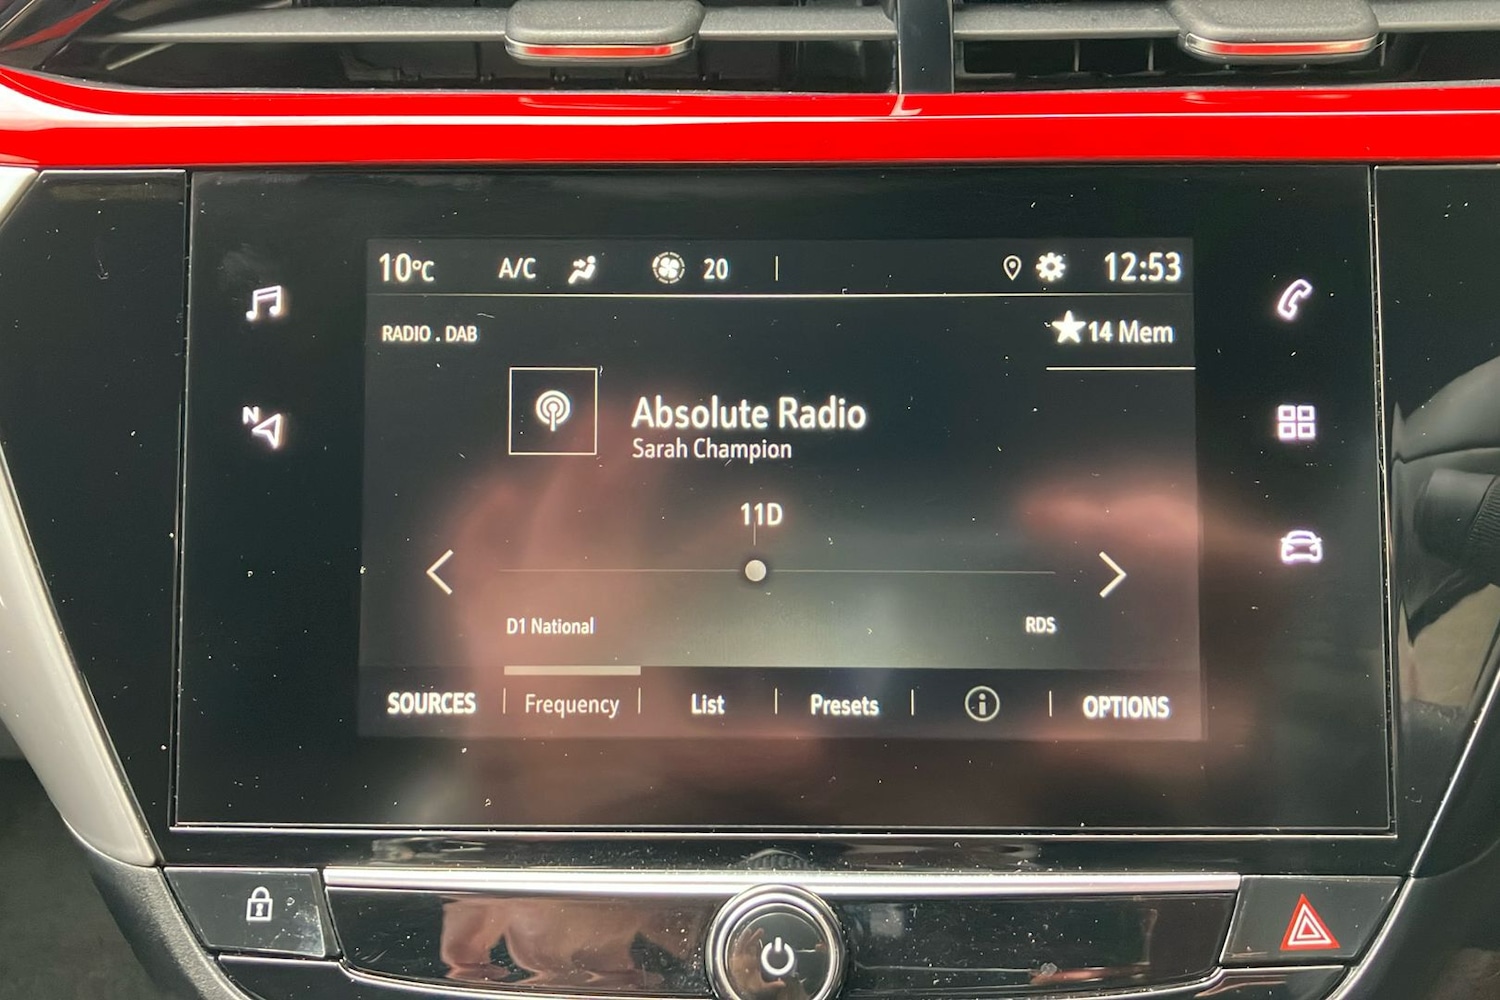 10°C A/C 20 12:53
RADIO . DAB
14 Mem
Absolute Radio
Sarah Champion
11D
N
D1 National RDS
SOURCES Frequency List Presets i OPTIONS